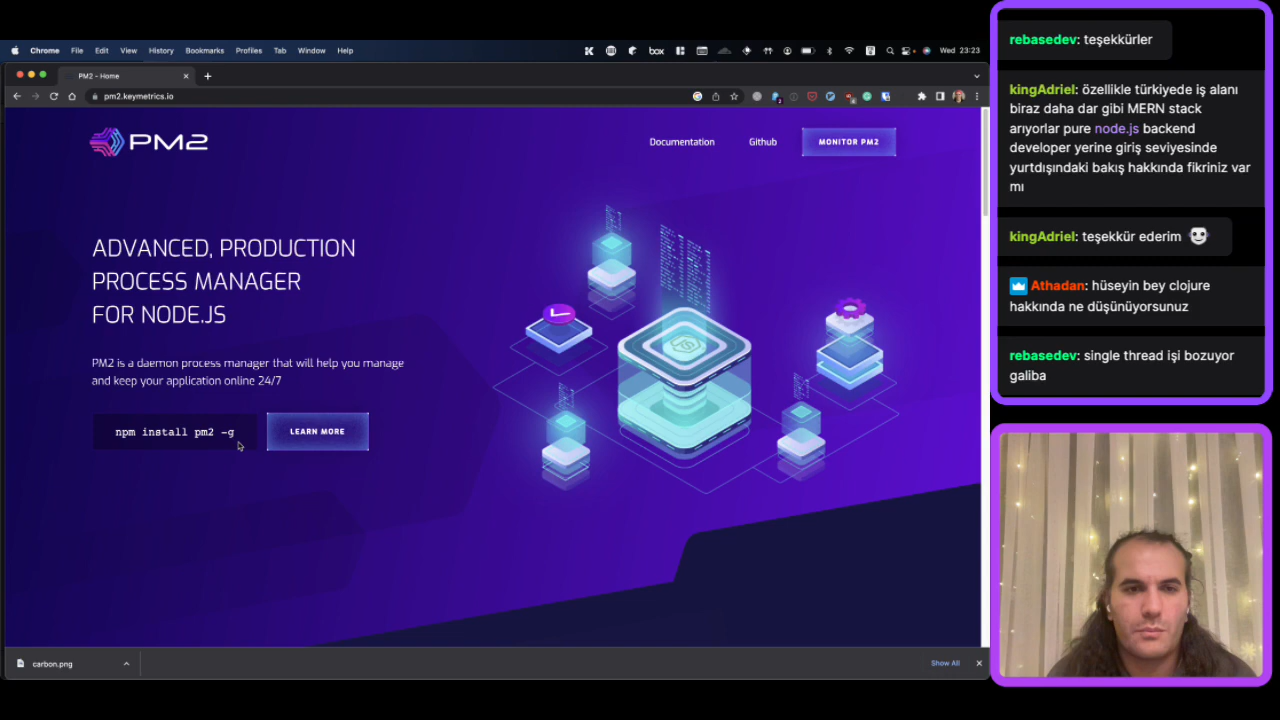 Chrome File Edit View History Bookmarks Profiles Tab Window Help
box
Wed 23:23
PM2 - Home
pm2.keymetrics.io
PM2
Documentation
Github
MONITOR PM2
ADVANCED, PRODUCTION
PROCESS MANAGER
FOR NODE.JS
PM2 is a daemon process manager that will help you manage
and keep your application online 24/7
npm install pm2 -g
LEARN MORE
carbon.png
Show All
rebasedev: teşekkürler
kingAdriel: özellikle türkiyede iş alanı
biraz daha dar gibi MERN stack
arıyorlar pure node.js backend
developer yerine giriş seviyesinde
yurtdışındaki bakış hakkında fikriniz var
mı
kingAdriel: teşekkür ederim
Athadan: hüseyin bey clojure
hakkında ne düşünüyorsunuz
rebasedev: single thread işi bozuyor
galiba